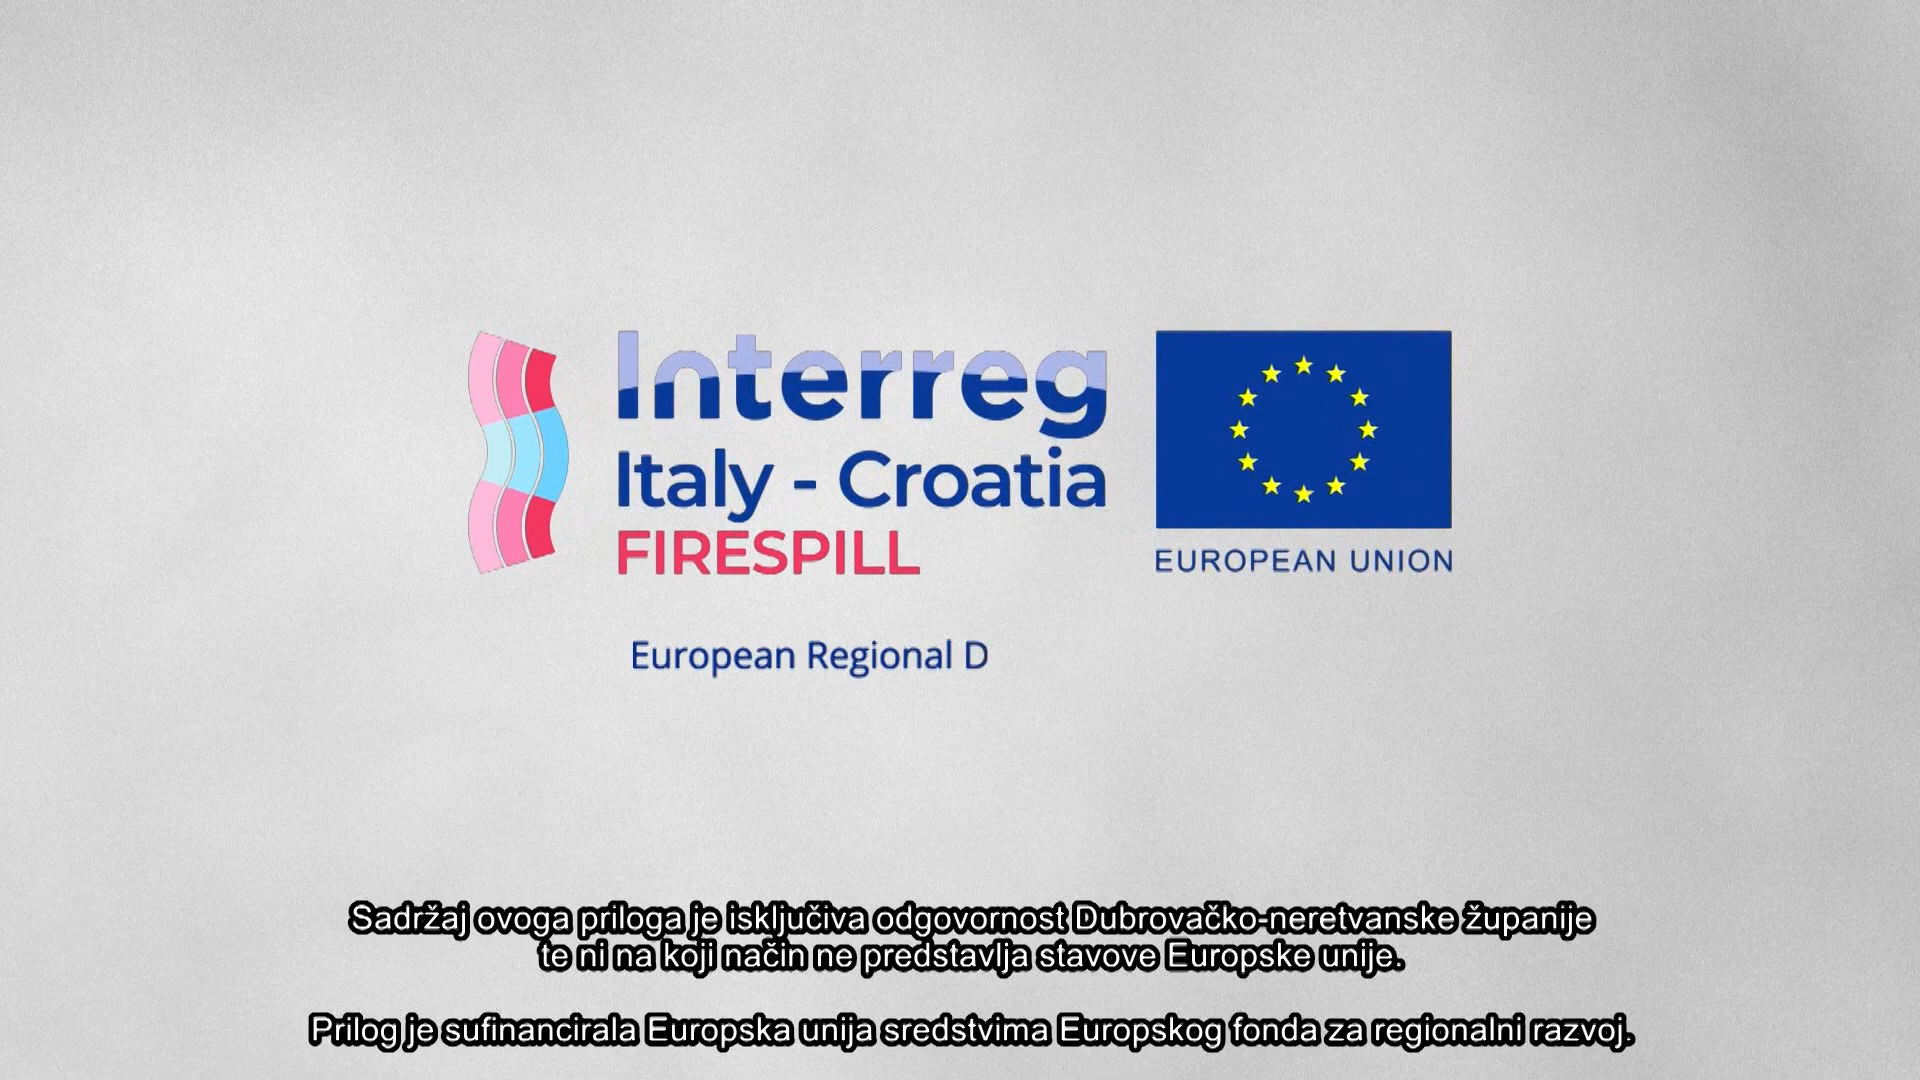 Interreg
Italy - Croatia
FIRESPILL
EUROPEAN UNION
European Regional D
Sadržaj ovoga priloga je isključiva odgovornost Dubrovačko-neretvanske županije
te ni na koji način ne predstavlja stavove Europske unije.
Prilog je sufinancirala Europska unija sredstvima Europskog fonda za regionalni razvoj.